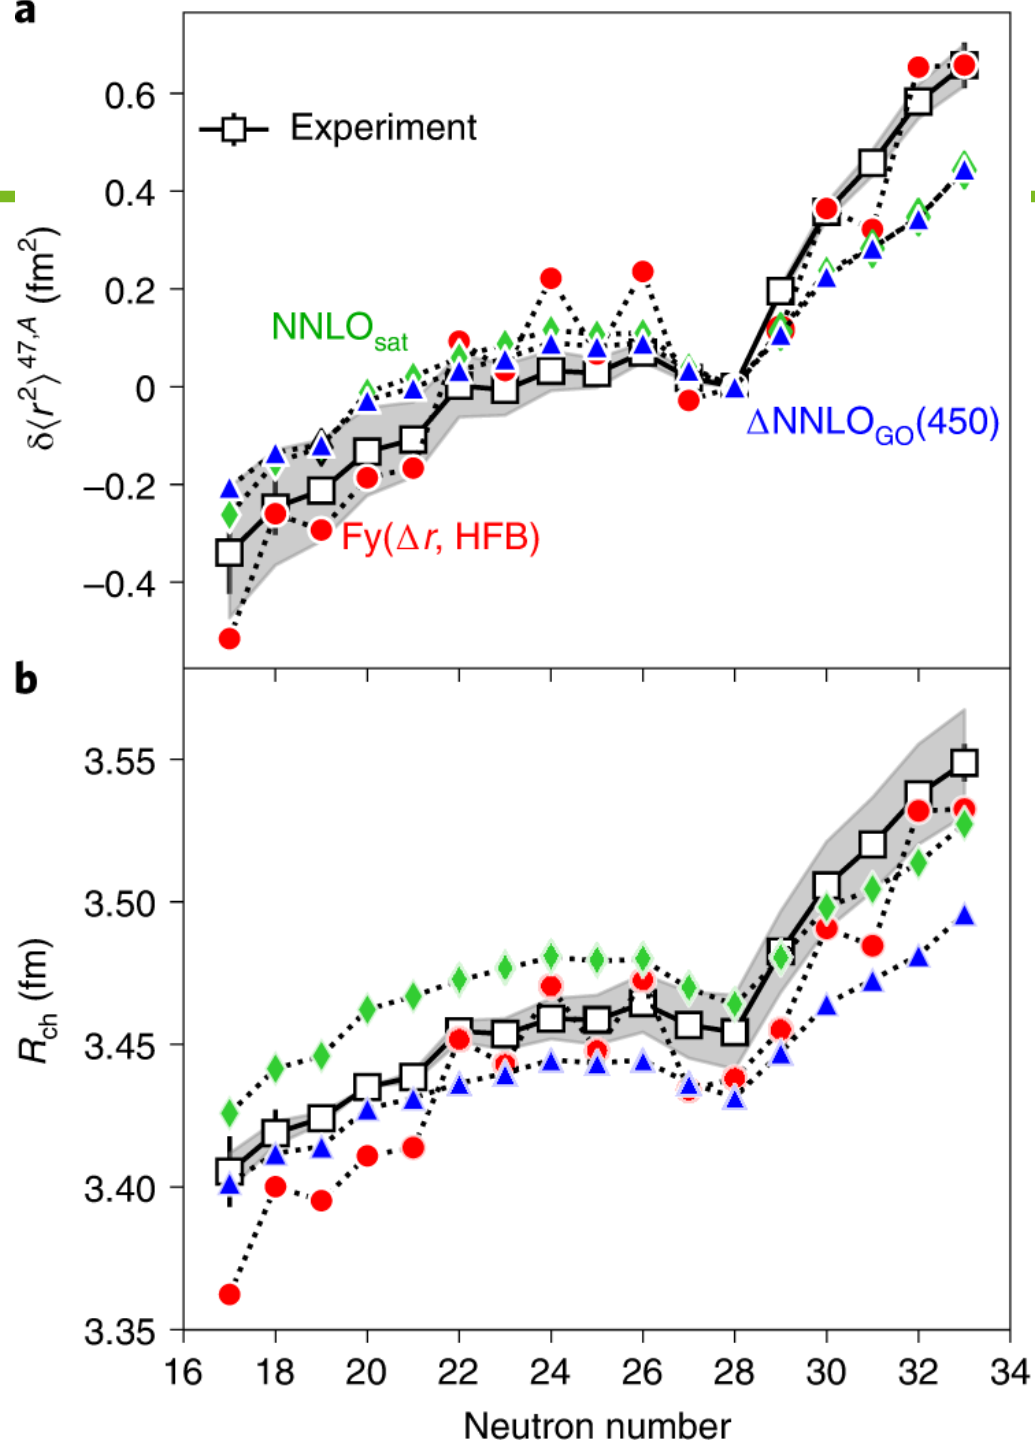 a
δ⟨r²⟩⁴⁷,ᴬ (fm²)
0.6
0.4
0.2
0
−0.2
−0.4
Experiment
NNLOsat
ΔNNLOGO(450)
Fy(Δr, HFB)
b
Rch (fm)
3.55
3.50
3.45
3.40
3.35
16 18 20 22 24 26 28 30 32 34
Neutron number